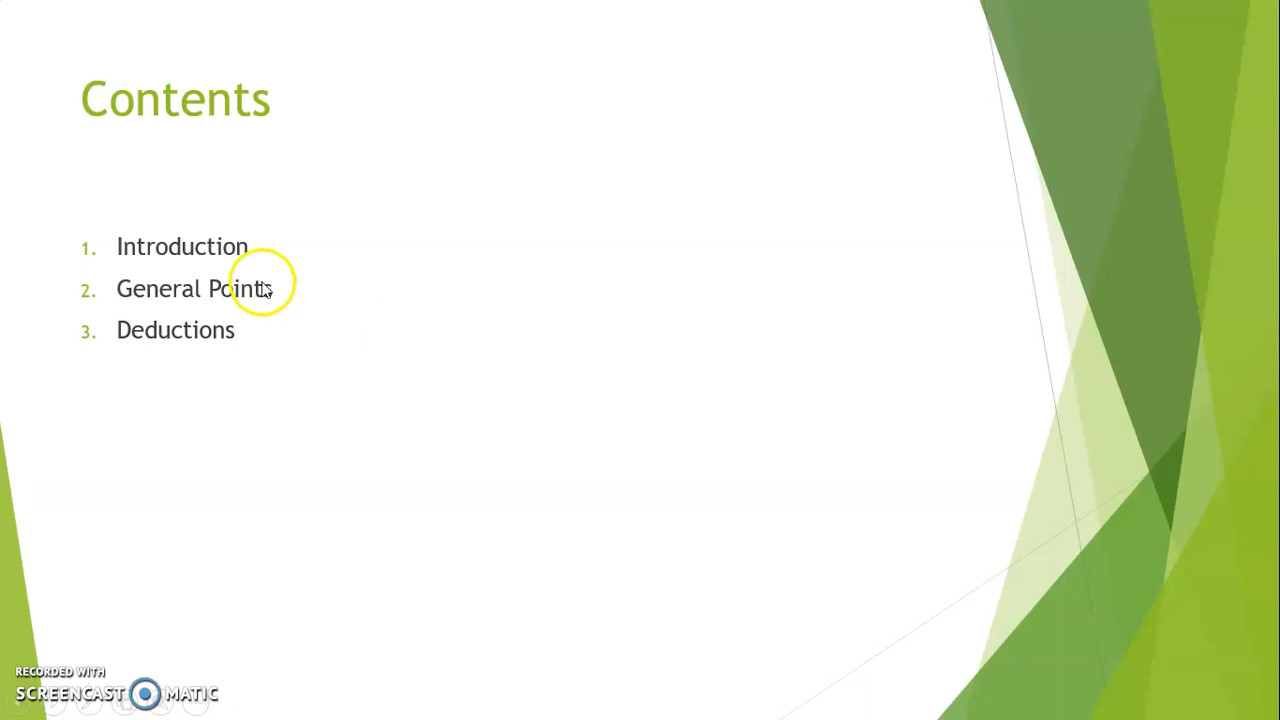 Contents
1. Introduction
2. General Points
3. Deductions
RECORDED WITH
SCREENCAST MATIC